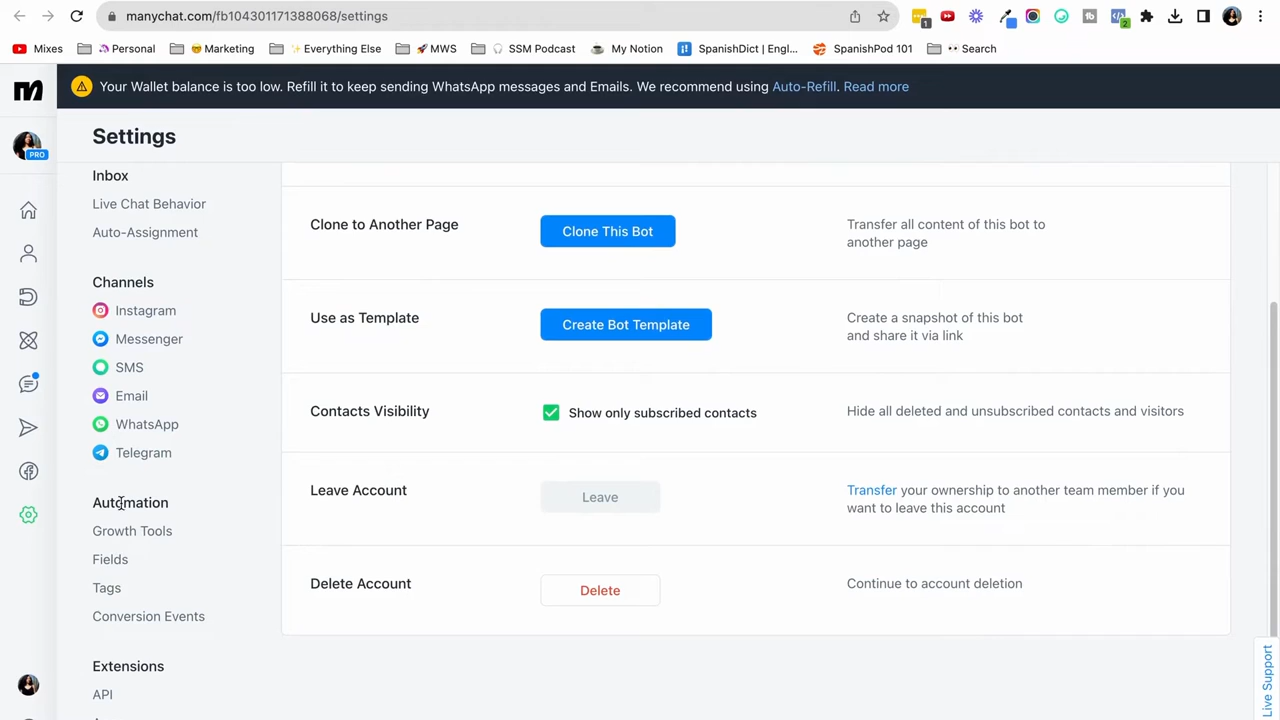 manychat.com/fb104301171388068/settings
1
2
Mixes
Personal
Marketing
Everything Else
MWS
SSM Podcast
My Notion
SpanishDict | Engl...
SpanishPod 101
Search
Your Wallet balance is too low. Refill it to keep sending WhatsApp messages and Emails. We recommend using Auto-Refill. Read more
PRO
Settings
Inbox
Live Chat Behavior
Auto-Assignment
Channels
Instagram
Messenger
SMS
Email
WhatsApp
Telegram
Automation
Growth Tools
Fields
Tags
Conversion Events
Extensions
API
Clone to Another Page
Clone This Bot
Transfer all content of this bot to
another page
Use as Template
Create Bot Template
Create a snapshot of this bot
and share it via link
Contacts Visibility
Show only subscribed contacts
Hide all deleted and unsubscribed contacts and visitors
Leave Account
Leave
Transfer your ownership to another team member if you
want to leave this account
Delete Account
Delete
Continue to account deletion
Live Support